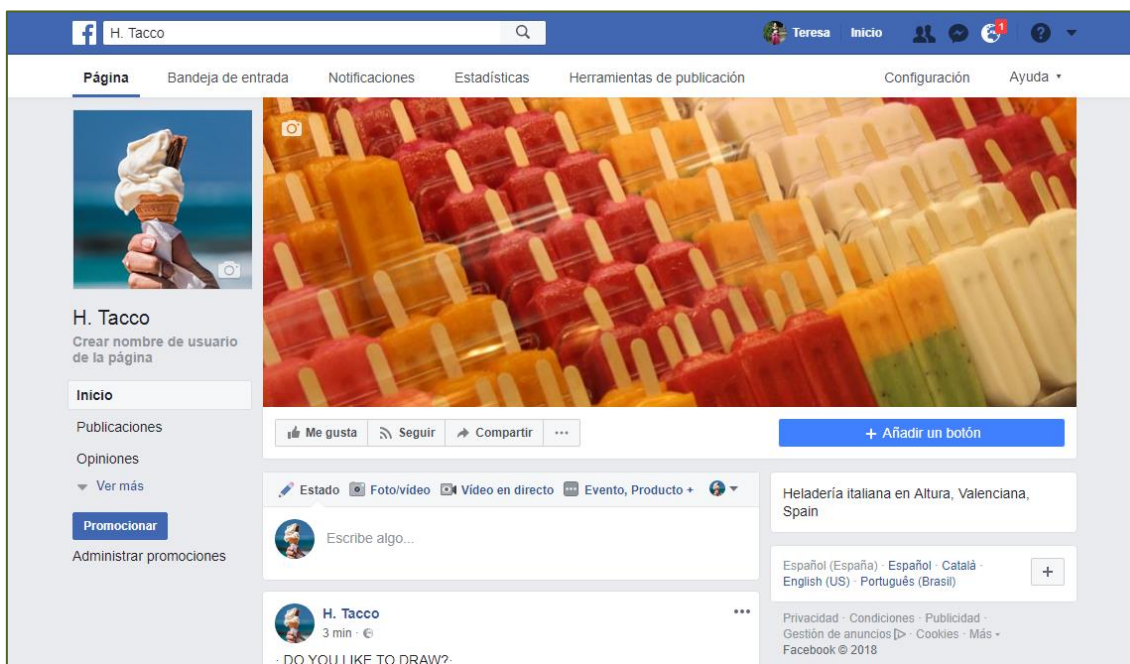 f H. Tacco Teresa Inicio 1 ?
Página Bandeja de entrada Notificaciones Estadísticas Herramientas de publicación Configuración Ayuda
H. Tacco
Crear nombre de usuario
de la página
Inicio
Publicaciones
Opiniones
Ver más
Promocionar
Administrar promociones
Me gusta Seguir Compartir ...
+ Añadir un botón
Estado Foto/vídeo Vídeo en directo Evento, Producto +
Escribe algo...
H. Tacco
3 min ·
· DO YOU LIKE TO DRAW?·
Heladería italiana en Altura, Valenciana,
Spain
Español (España) · Español · Català ·
English (US) · Português (Brasil)
+
Privacidad · Condiciones · Publicidad ·
Gestión de anuncios · Cookies · Más
Facebook © 2018